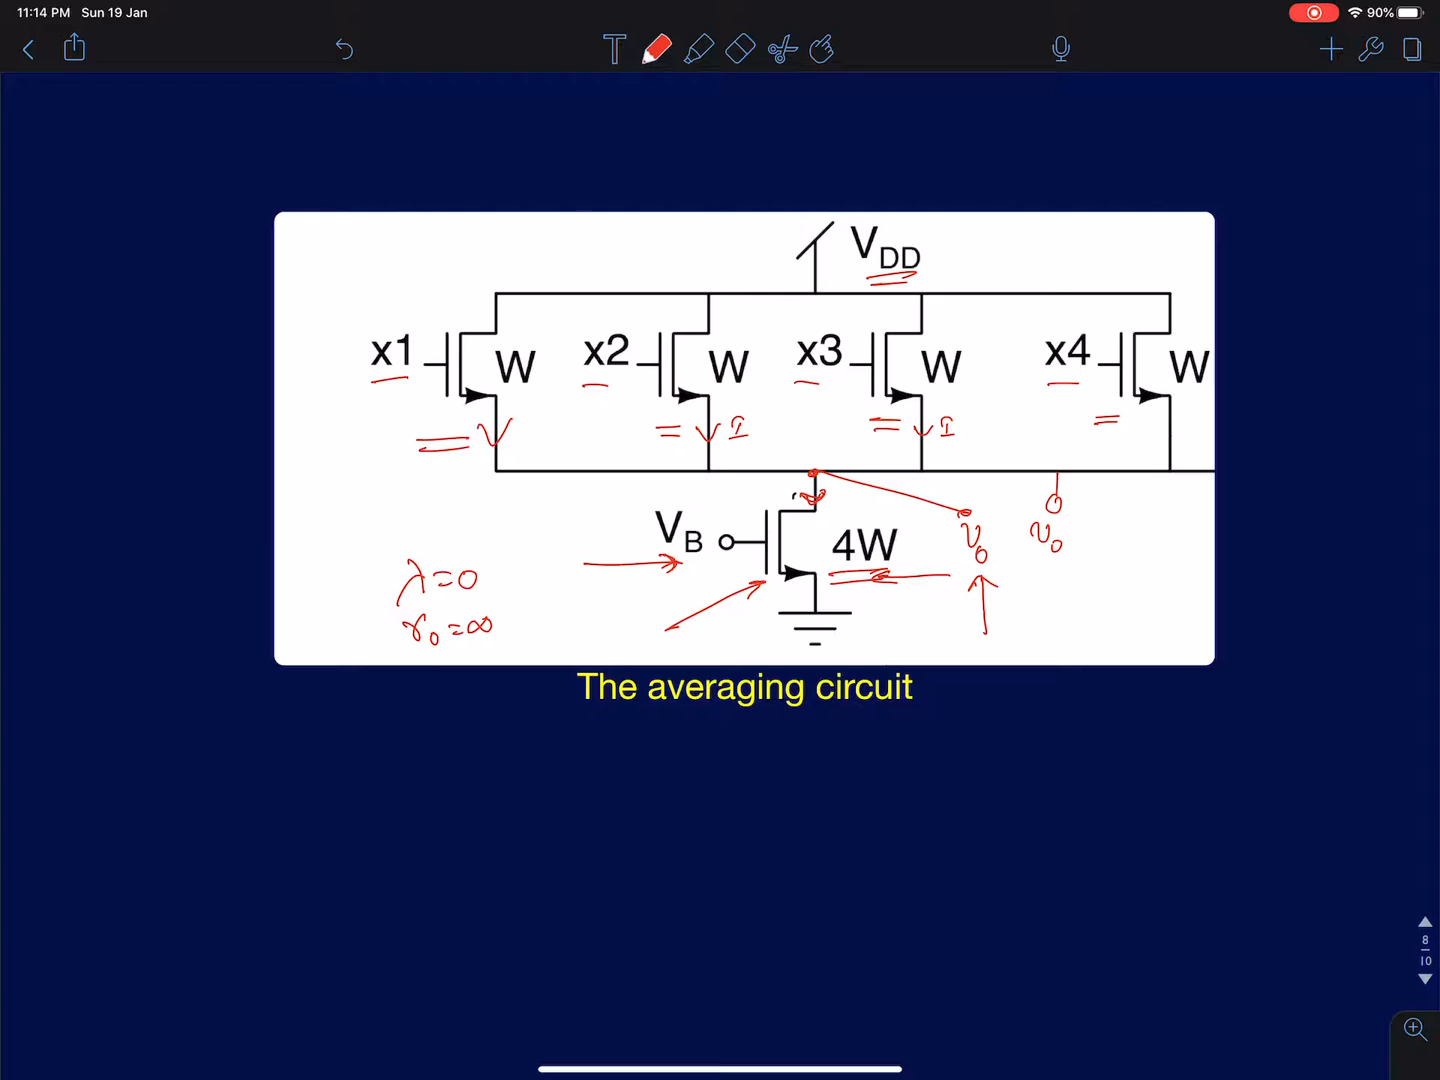 11:14 PM Sun 19 Jan
90%
T
VDD
x1 W x2 W x3 W x4 W
I I
VB 4W v0 v0
λ=0
r0=∞
The averaging circuit
8
10